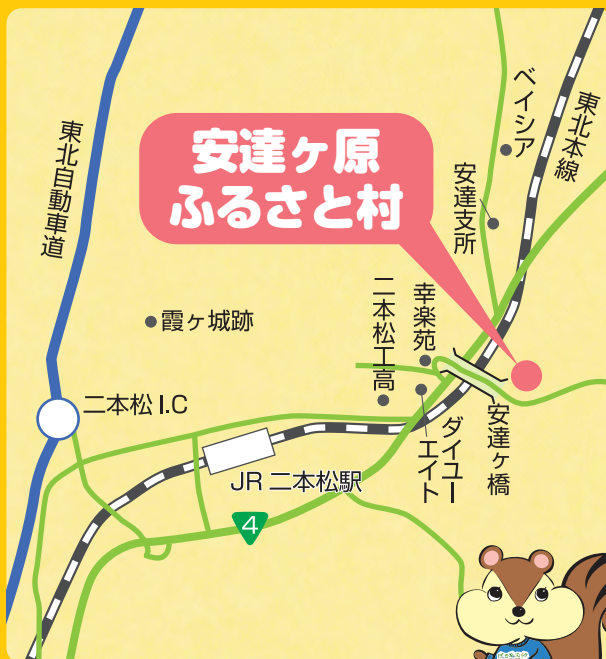 東北自動車道
安達ヶ原
ふるさと村
ベイシア
東北本線
安達支所
霞ヶ城跡
二本松工高
幸楽苑
二本松 I.C
ダイユー
エイト
安達ヶ橋
JR 二本松駅
4